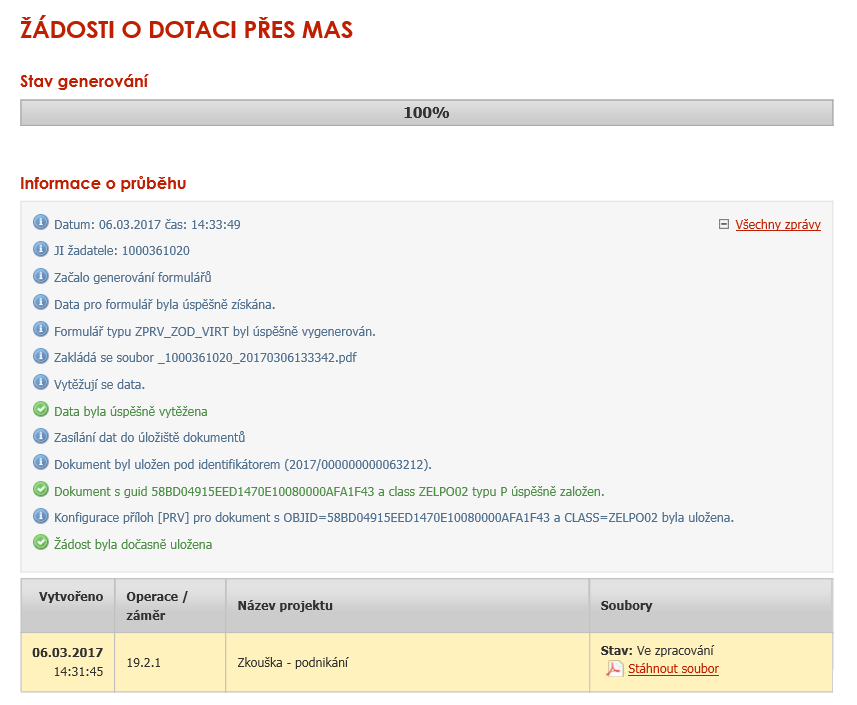 ŽÁDOSTI O DOTACI PŘES MAS
Stav generování
100%
Informace o průběhu
Datum: 06.03.2017 čas: 14:33:49
Všechny zprávy
JI žadatele: 1000361020
Začalo generování formulářů
Data pro formulář byla úspěšně získána.
Formulář typu ZPRV_ZOD_VIRT byl úspěšně vygenerován.
Zakládá se soubor _1000361020_20170306133342.pdf
Vytěžují se data.
Data byla úspěšně vytěžena
Zasílání dat do úložiště dokumentů
Dokument byl uložen pod identifikátorem (2017/000000000063212).
Dokument s guid 58BD04915EED1470E10080000AFA1F43 a class ZELPO02 typu P úspěšně založen.
Konfigurace příloh [PRV] pro dokument s OBJID=58BD04915EED1470E10080000AFA1F43 a CLASS=ZELPO02 byla uložena.
Žádost byla dočasně uložena
Vytvořeno
Operace /
záměr
Název projektu
Soubory
06.03.2017
14:31:45
19.2.1
Zkouška - podnikání
Stav: Ve zpracování
Stáhnout soubor